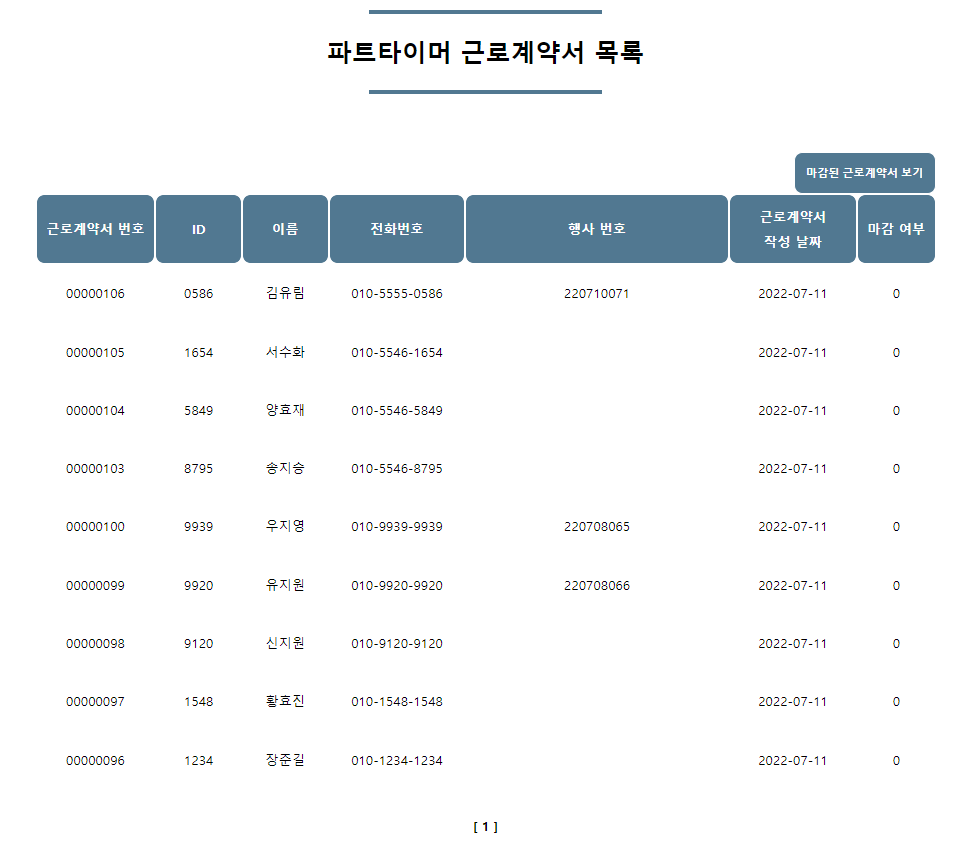 파트타이머 근로계약서 목록
마감된 근로계약서 보기
근로계약서 번호 ID 이름 전화번호 행사 번호 근로계약서 작성 날짜 마감 여부
00000106 0586 김유림 010-5555-0586 220710071 2022-07-11 0
00000105 1654 서수화 010-5546-1654 2022-07-11 0
00000104 5849 양효재 010-5546-5849 2022-07-11 0
00000103 8795 송지승 010-5546-8795 2022-07-11 0
00000100 9939 우지영 010-9939-9939 220708065 2022-07-11 0
00000099 9920 유지원 010-9920-9920 220708066 2022-07-11 0
00000098 9120 신지원 010-9120-9120 2022-07-11 0
00000097 1548 황효진 010-1548-1548 2022-07-11 0
00000096 1234 장준길 010-1234-1234 2022-07-11 0
[ 1 ]